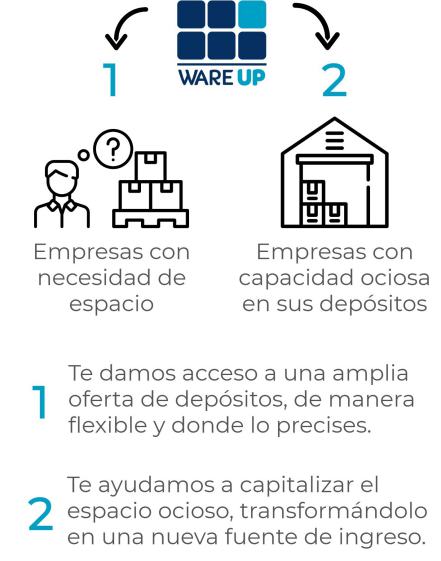 WARE UP
1
2
?
Empresas con
necesidad de
espacio
Empresas con
capacidad ociosa
en sus depósitos
1
Te damos acceso a una amplia
oferta de depósitos, de manera
flexible y donde lo precises.
2
Te ayudamos a capitalizar el
espacio ocioso, transformándolo
en una nueva fuente de ingreso.